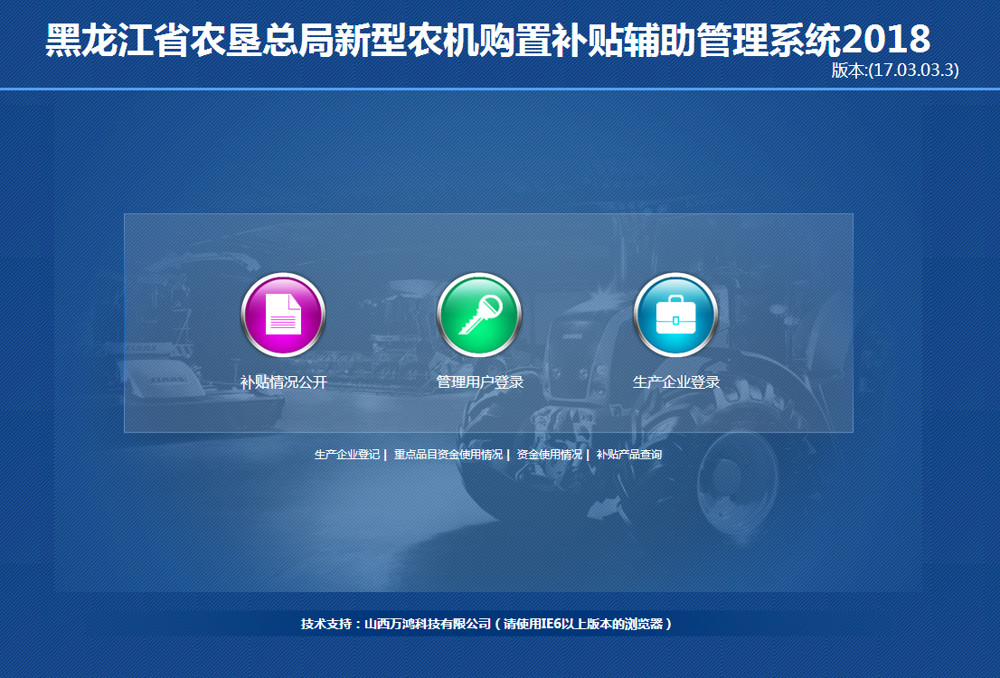 黑龙江省农垦总局新型农机购置补贴辅助管理系统2018
版本:(17.03.03.3)
补贴情况公开
管理用户登录
生产企业登录
生产企业登记 | 重点品目资金使用情况 | 资金使用情况 | 补贴产品查询
技术支持：山西万鸿科技有限公司（请使用IE6以上版本的浏览器）